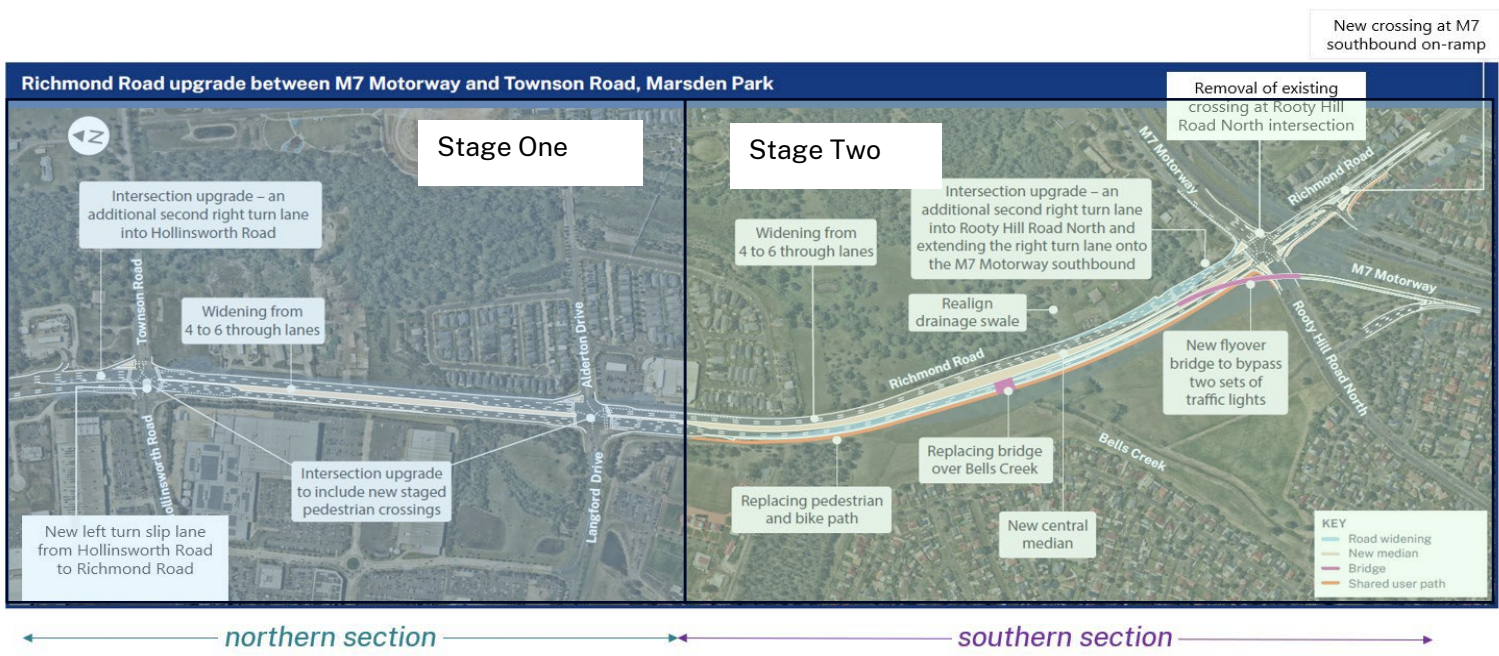 New crossing at M7
southbound on-ramp
Richmond Road upgrade between M7 Motorway and Townson Road, Marsden Park
Removal of existing
crossing at Rooty Hill
Road North intersection
N
Stage One
Stage Two
M7 Motorway
Richmond Road
Intersection upgrade – an
additional second right turn lane
into Hollinsworth Road
Intersection upgrade – an
additional second right turn lane
into Rooty Hill Road North and
extending the right turn lane onto
the M7 Motorway southbound
Widening from
4 to 6 through lanes
Townson Road
Widening from
4 to 6 through lanes
Alderton Drive
Realign
drainage swale
M7 Motorway
Rooty Hill Road North
New flyover
bridge to bypass
two sets of
traffic lights
Richmond Road
Hollinsworth Road
Intersection upgrade
to include new staged
pedestrian crossings
Langford Drive
Replacing bridge
over Bells Creek
Bells Creek
Replacing pedestrian
and bike path
New central
median
New left turn slip lane
from Hollinsworth Road
to Richmond Road
KEY
Road widening
New median
Bridge
Shared user path
northern section
southern section